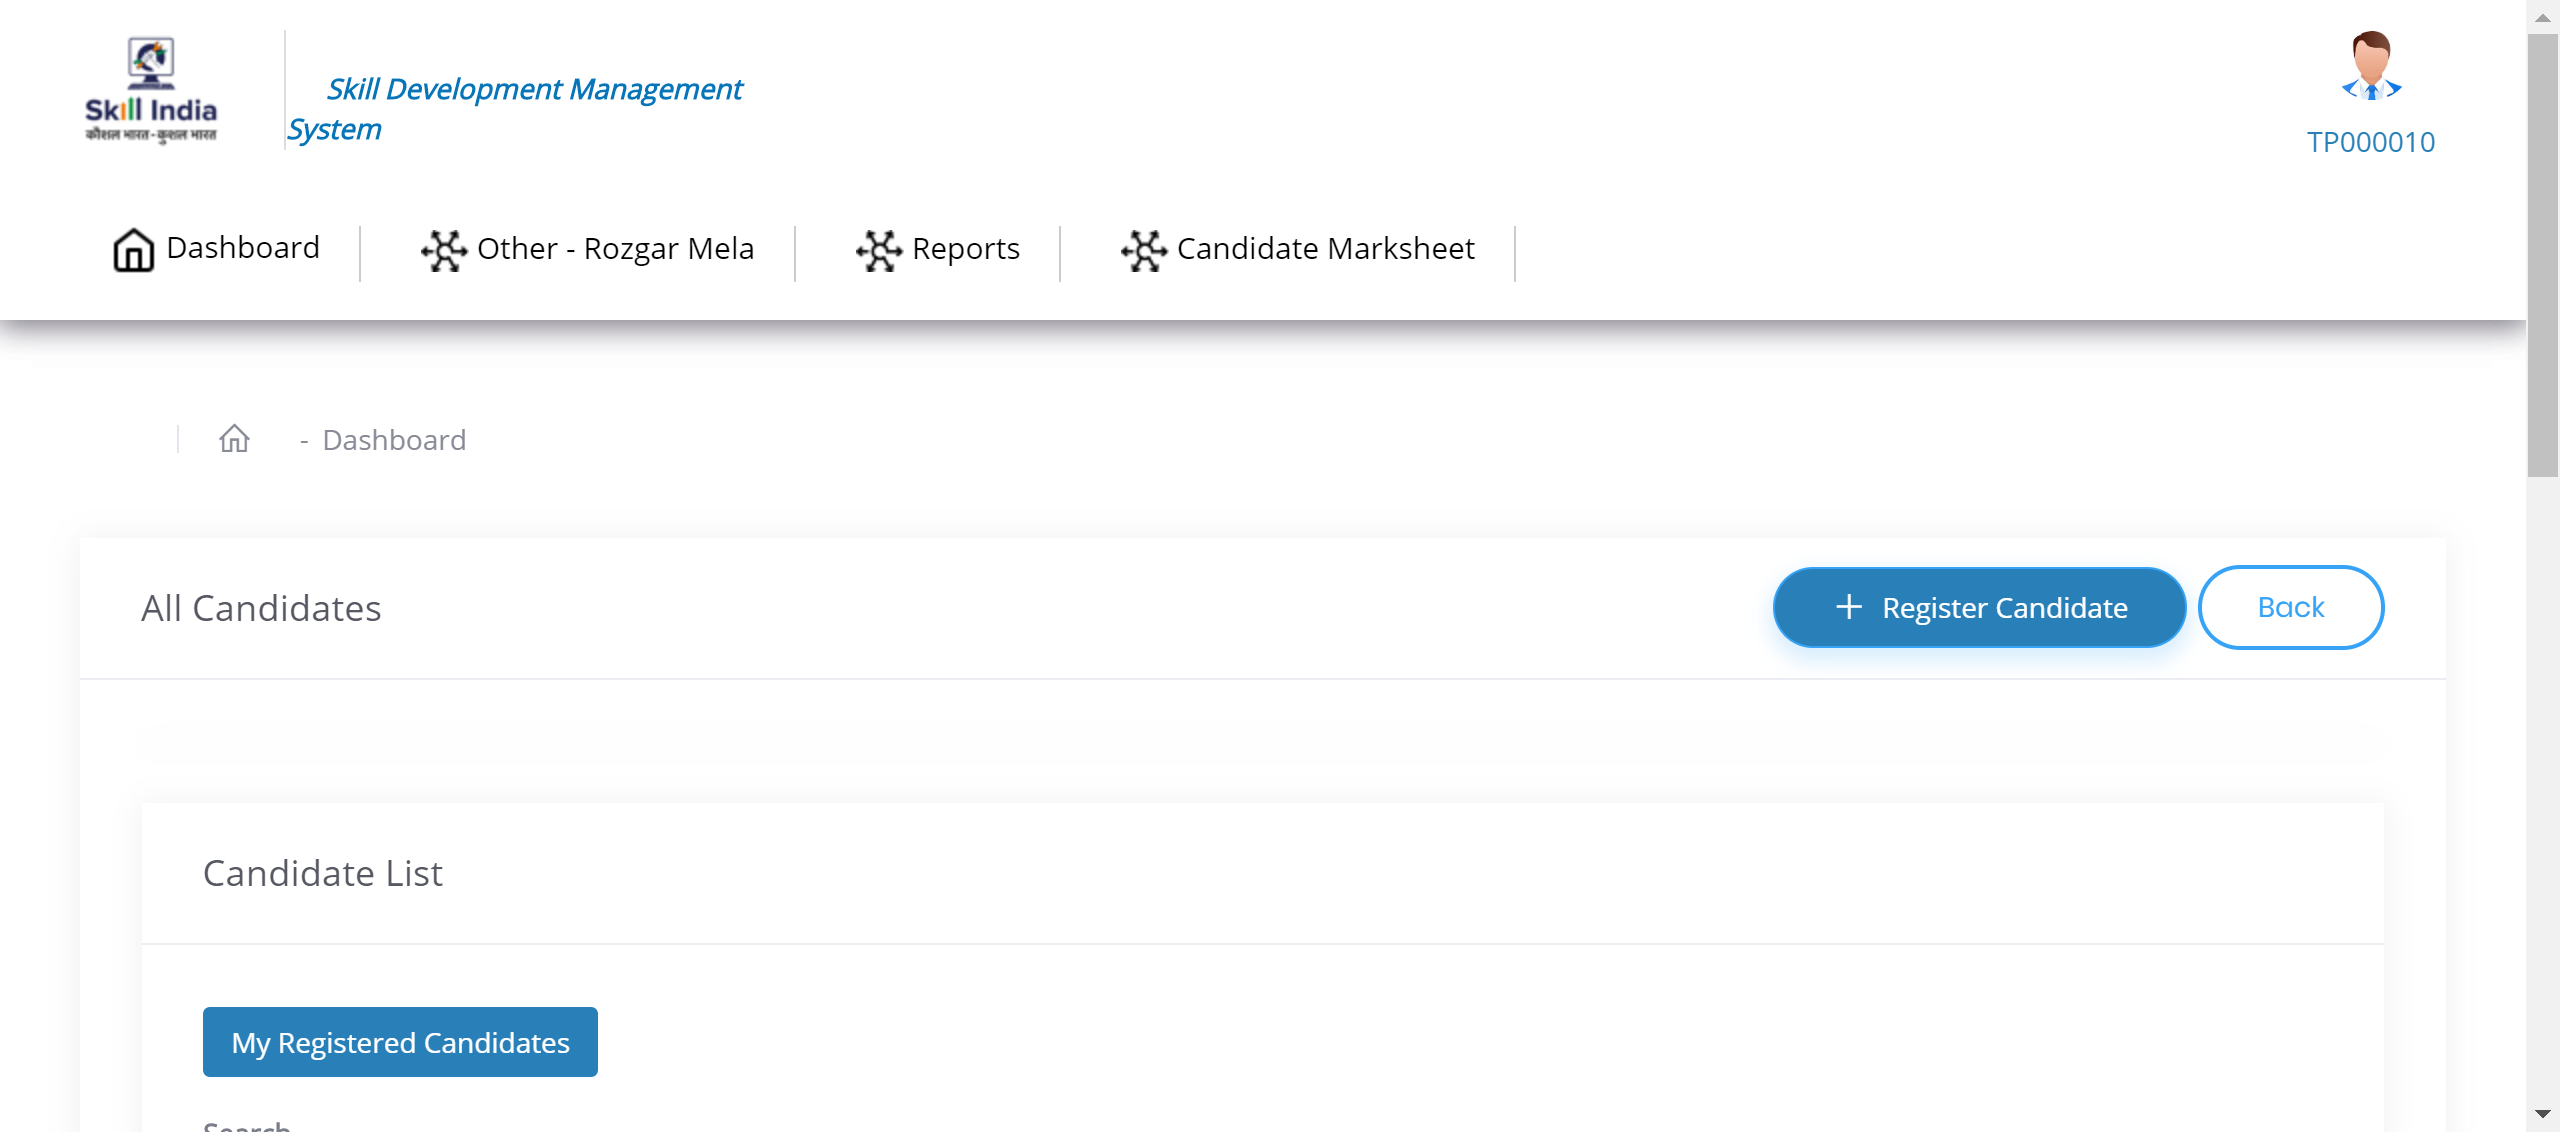 Skill India
कौशल भारत - कुशल भारत
Skill Development Management
System
TP000010
Dashboard
Other - Rozgar Mela
Reports
Candidate Marksheet
- Dashboard
All Candidates
+ Register Candidate
Back
Candidate List
My Registered Candidates
Search